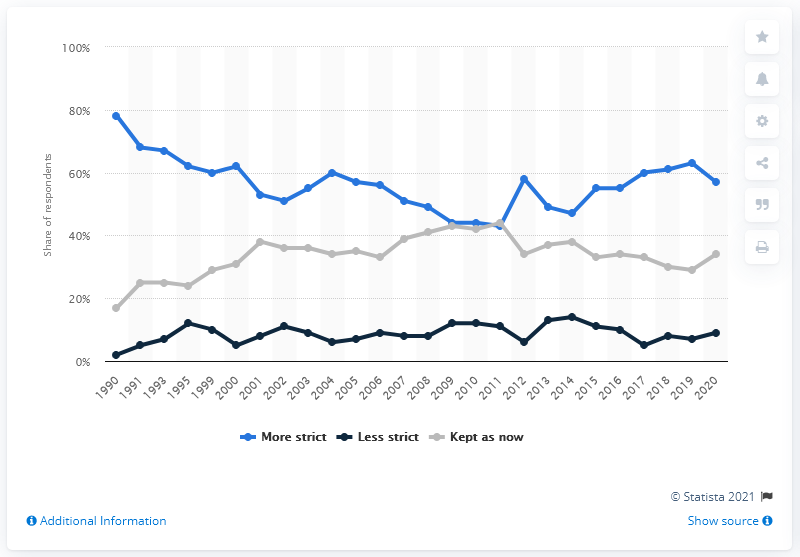 100%
80%
60%
40%
20%
0%
Share of respondents
1990 1991 1993 1995 1999 2000 2001 2002 2003 2004 2005 2006 2007 2008 2009 2010 2011 2012 2013 2014 2015 2016 2017 2018 2019 2020
More strict Less strict Kept as now
© Statista 2021
Additional Information Show source